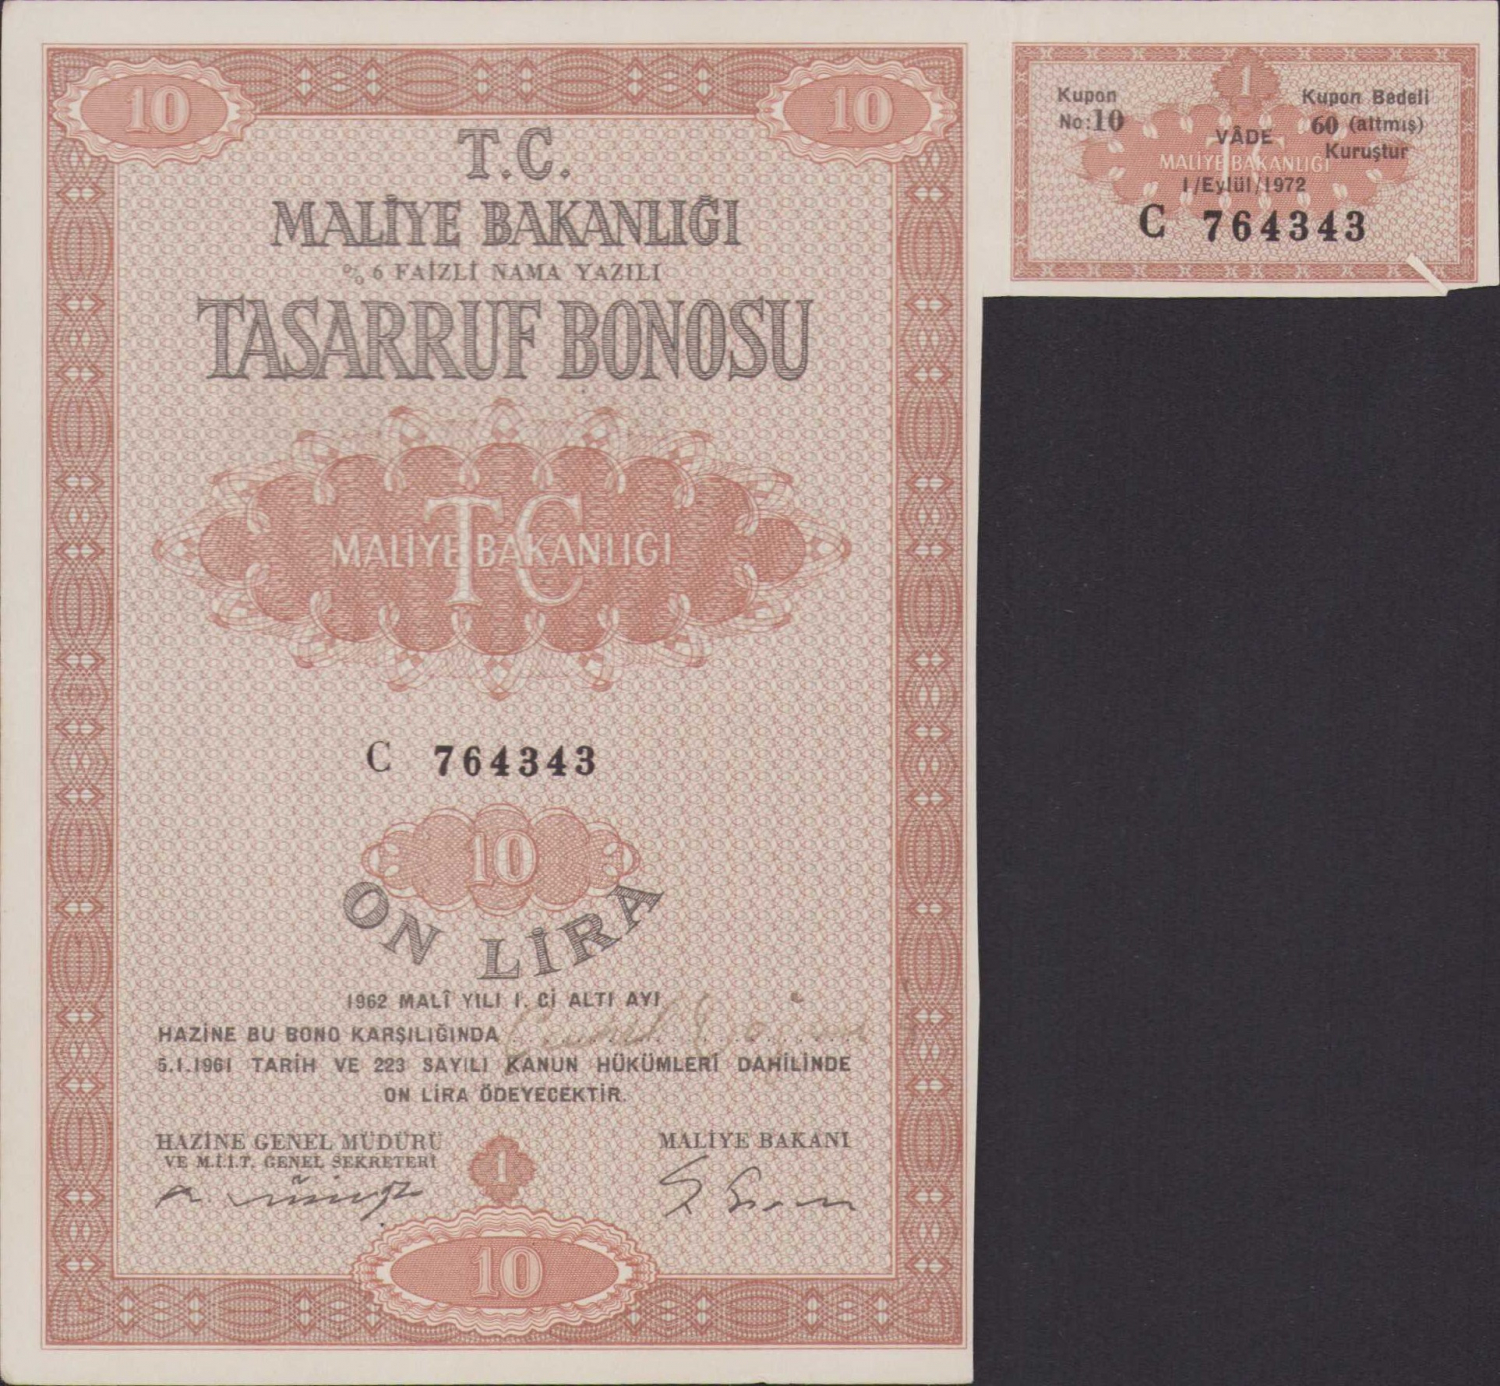 10
10
T.C.
MALİYE BAKANLIĞI
% 6 FAİZLİ NAMA YAZILI
TASARRUF BONOSU
TC
MALİYE BAKANLIĞI
C 764343
10
ON LİRA
1962 MALÎ YILI I. Cİ ALTI AYI
HAZİNE BU BONO KARŞILIĞINDA
5.1.1961 TARİH VE 223 SAYILI KANUN HÜKÜMLERİ DAHİLİNDE
ON LİRA ÖDEYECEKTİR.
HAZİNE GENEL MÜDÜRÜ
VE M.İ.İ.T. GENEL SEKRETERİ
MALİYE BAKANI
1
10
1
Kupon
No: 10
Kupon Bedeli
60 (altmış)
Kuruştur
VÂDE
TC
MALİYE BAKANLIĞI
1/Eylül/1972
C 764343